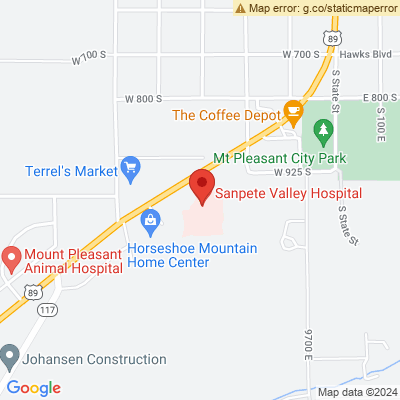 Map error: g.co/staticmaperror
89
W 700 S
W 700 S
Hawks Blvd
S State St
W 800 S
E 800 S
The Coffee Depot
S 100 E
Mt Pleasant City Park
Terrel's Market
W 925 S
Sanpete Valley Hospital
S State St
Horseshoe Mountain
Home Center
Mount Pleasant
Animal Hospital
89
117
9700 E
Johansen Construction
Google
Map data ©2024